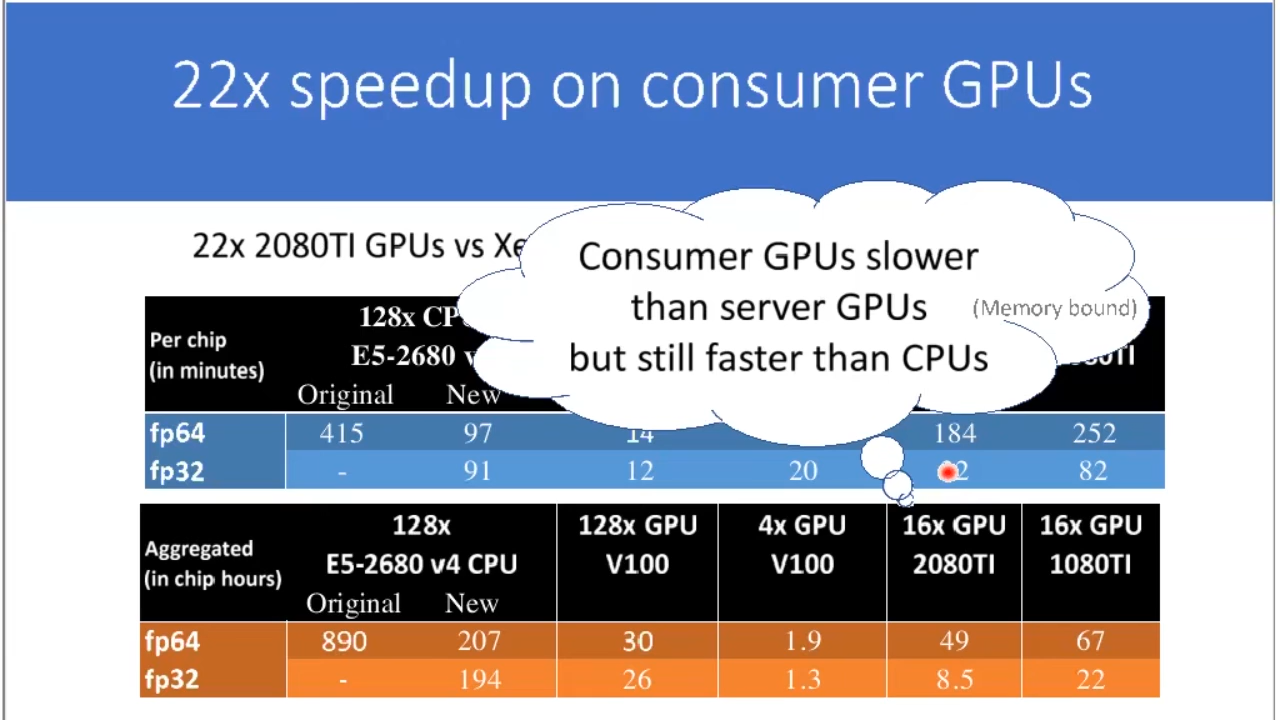 22x speedup on consumer GPUs
22x 2080TI GPUs vs
Consumer GPUs slower
than server GPUs (Memory bound)
but still faster than CPUs
Per chip
(in minutes)
128x
E5-2680
Original New
fp64 415 97 14 184 252
fp32 - 91 12 20 82
Aggregated
(in chip hours)
128x
E5-2680 v4 CPU
Original New
128x GPU
V100
4x GPU
V100
16x GPU
2080TI
16x GPU
1080TI
fp64 890 207 30 1.9 49 67
fp32 - 194 26 1.3 8.5 22